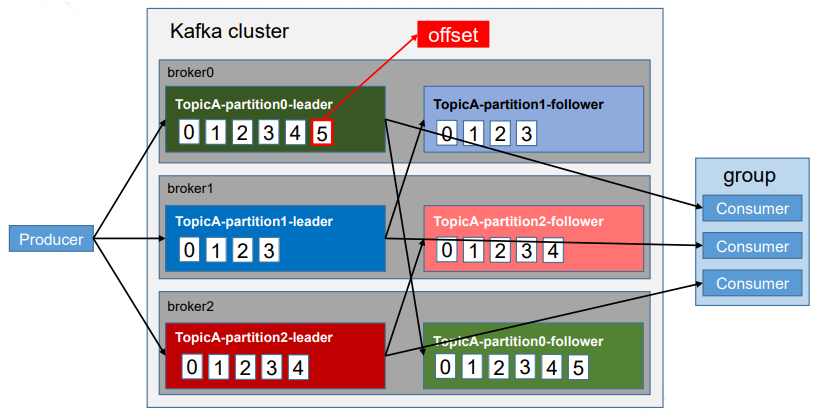 Kafka cluster
offset
broker0
TopicA-partition0-leader
0 1 2 3 4 5
TopicA-partition1-follower
0 1 2 3
broker1
TopicA-partition1-leader
0 1 2 3
TopicA-partition2-follower
0 1 2 3 4
broker2
TopicA-partition2-leader
0 1 2 3 4
TopicA-partition0-follower
0 1 2 3 4 5
Producer
group
Consumer
Consumer
Consumer